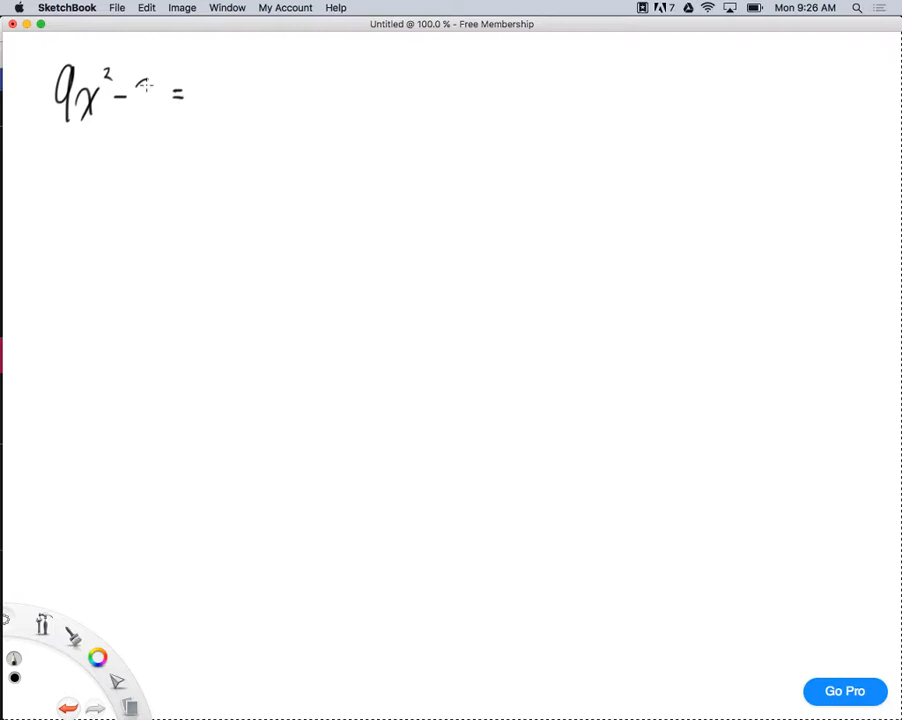 SketchBook File Edit Image Window My Account Help 7 Mon 9:26 AM
Untitled @ 100.0 % - Free Membership
9x² - =
Go Pro